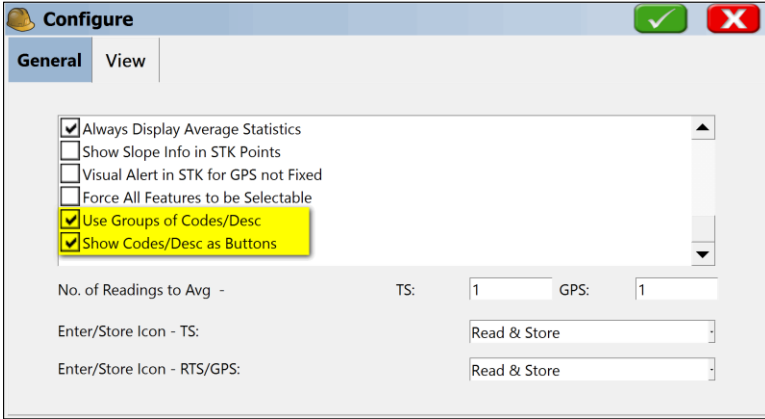 Configure
General View
Always Display Average Statistics
Show Slope Info in STK Points
Visual Alert in STK for GPS not Fixed
Force All Features to be Selectable
Use Groups of Codes/Desc
Show Codes/Desc as Buttons
No. of Readings to Avg - TS: 1 GPS: 1
Enter/Store Icon - TS: Read & Store
Enter/Store Icon - RTS/GPS: Read & Store